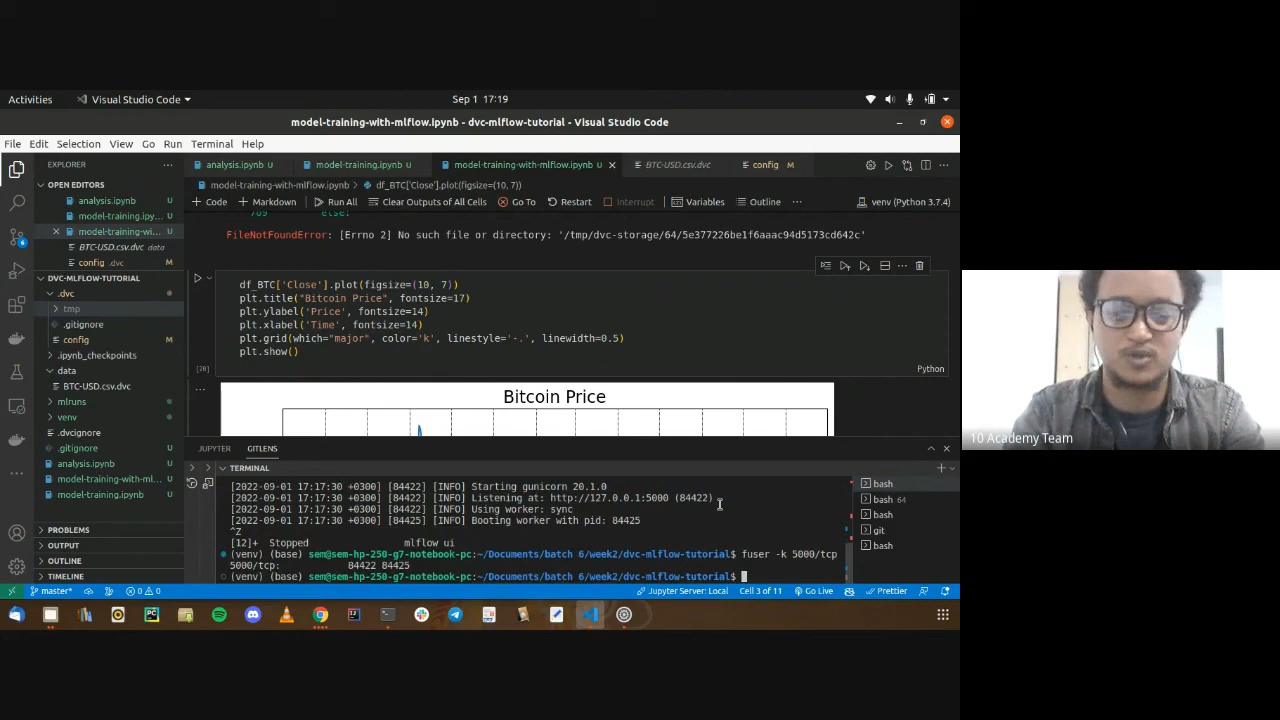 Activities
Visual Studio Code
Sep 1 17:19
model-training-with-mlflow.ipynb - dvc-mlflow-tutorial - Visual Studio Code
File Edit Selection View Go Run Terminal Help
EXPLORER
analysis.ipynb U
model-training.ipynb U
model-training-with-mlflow.ipynb U
BTC-USD.csv.dvc
config M
OPEN EDITORS
analysis.ipynb U
model-training.ipy... U
model-training-wi... U
BTC-USD.csv.dvc data
config .dvc M
DVC-MLFLOW-TUTORIAL
.dvc
tmp
.gitignore
config M
.ipynb_checkpoints
data
BTC-USD.csv.dvc
mlruns
venv
.dvcignore
.gitignore U
analysis.ipynb U
model-training-with-ml... U
model-training.ipynb U
PROBLEMS
OUTPUT
OUTLINE
TIMELINE
model-training-with-mlflow.ipynb > df_BTC['Close'].plot(figsize=(10, 7))
+ Code + Markdown Run All Clear Outputs of All Cells Go To Restart Interrupt Variables Outline ... venv (Python 3.7.4)
789 else:
FileNotFoundError: [Errno 2] No such file or directory: '/tmp/dvc-storage/64/5e377226be1f6aaac94d5173cd642c'
df_BTC['Close'].plot(figsize=(10, 7))
plt.title("Bitcoin Price", fontsize=17)
plt.ylabel('Price', fontsize=14)
plt.xlabel('Time', fontsize=14)
plt.grid(which="major", color='k', linestyle='-.', linewidth=0.5)
plt.show()
[20]
Python
Bitcoin Price
JUPYTER GITLENS
TERMINAL
[2022-09-01 17:17:30 +0300] [84422] [INFO] Starting gunicorn 20.1.0
[2022-09-01 17:17:30 +0300] [84422] [INFO] Listening at: http://127.0.0.1:5000 (84422)
[2022-09-01 17:17:30 +0300] [84422] [INFO] Using worker: sync
[2022-09-01 17:17:30 +0300] [84425] [INFO] Booting worker with pid: 84425
^Z
[12]+ Stopped mlflow ui
(venv) (base) sem@sem-hp-250-g7-notebook-pc:~/Documents/batch 6/week2/dvc-mlflow-tutorial$ fuser -k 5000/tcp
5000/tcp: 84422 84425
(venv) (base) sem@sem-hp-250-g7-notebook-pc:~/Documents/batch 6/week2/dvc-mlflow-tutorial$
bash
bash 64
bash
git
bash
master* 0 0 Jupyter Server: Local Cell 3 of 11 Go Live Prettier
10 Academy Team